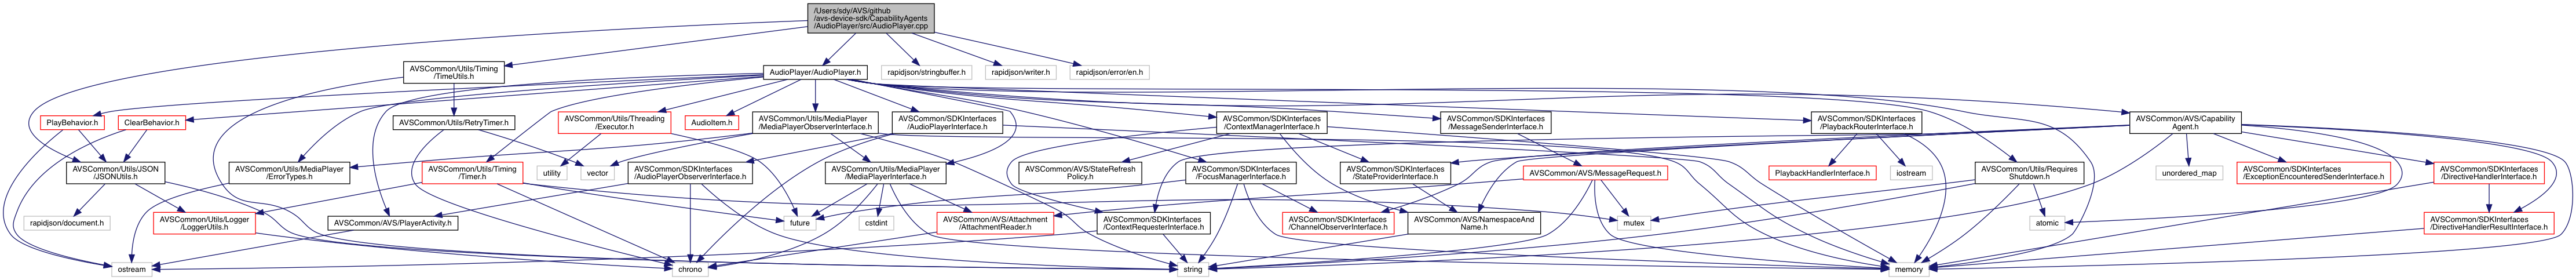 /Users/sdy/AVS/github
/avs-device-sdk/CapabilityAgents
/AudioPlayer/src/AudioPlayer.cpp
AVSCommon/Utils/Timing
/TimeUtils.h
AudioPlayer/AudioPlayer.h
rapidjson/stringbuffer.h
rapidjson/writer.h
rapidjson/error/en.h
PlayBehavior.h
ClearBehavior.h
AVSCommon/Utils/RetryTimer.h
AVSCommon/Utils/Threading
/Executor.h
AudioItem.h
AVSCommon/Utils/MediaPlayer
/MediaPlayerObserverInterface.h
AVSCommon/SDKInterfaces
/AudioPlayerInterface.h
AVSCommon/SDKInterfaces
/ContextManagerInterface.h
AVSCommon/SDKInterfaces
/MessageSenderInterface.h
AVSCommon/SDKInterfaces
/PlaybackRouterInterface.h
AVSCommon/AVS/Capability
Agent.h
AVSCommon/Utils/JSON
/JSONUtils.h
AVSCommon/Utils/MediaPlayer
/ErrorTypes.h
AVSCommon/Utils/Timing
/Timer.h
utility
vector
AVSCommon/SDKInterfaces
/AudioPlayerObserverInterface.h
AVSCommon/Utils/MediaPlayer
/MediaPlayerInterface.h
AVSCommon/AVS/StateRefresh
Policy.h
AVSCommon/SDKInterfaces
/FocusManagerInterface.h
AVSCommon/SDKInterfaces
/StateProviderInterface.h
AVSCommon/AVS/MessageRequest.h
PlaybackHandlerInterface.h
iostream
AVSCommon/Utils/Requires
Shutdown.h
unordered_map
AVSCommon/SDKInterfaces
/ExceptionEncounteredSenderInterface.h
AVSCommon/SDKInterfaces
/DirectiveHandlerInterface.h
rapidjson/document.h
AVSCommon/Utils/Logger
/LoggerUtils.h
AVSCommon/AVS/PlayerActivity.h
future
cstdint
AVSCommon/AVS/Attachment
/AttachmentReader.h
AVSCommon/SDKInterfaces
/ContextRequesterInterface.h
AVSCommon/SDKInterfaces
/ChannelObserverInterface.h
AVSCommon/AVS/NamespaceAnd
Name.h
mutex
atomic
AVSCommon/SDKInterfaces
/DirectiveHandlerResultInterface.h
ostream
chrono
string
memory